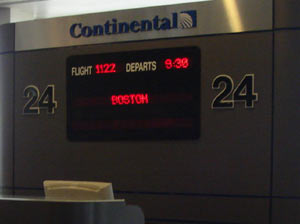 Continental
FLIGHT 1122 DEPARTS 9:30
24 BOSTON 24